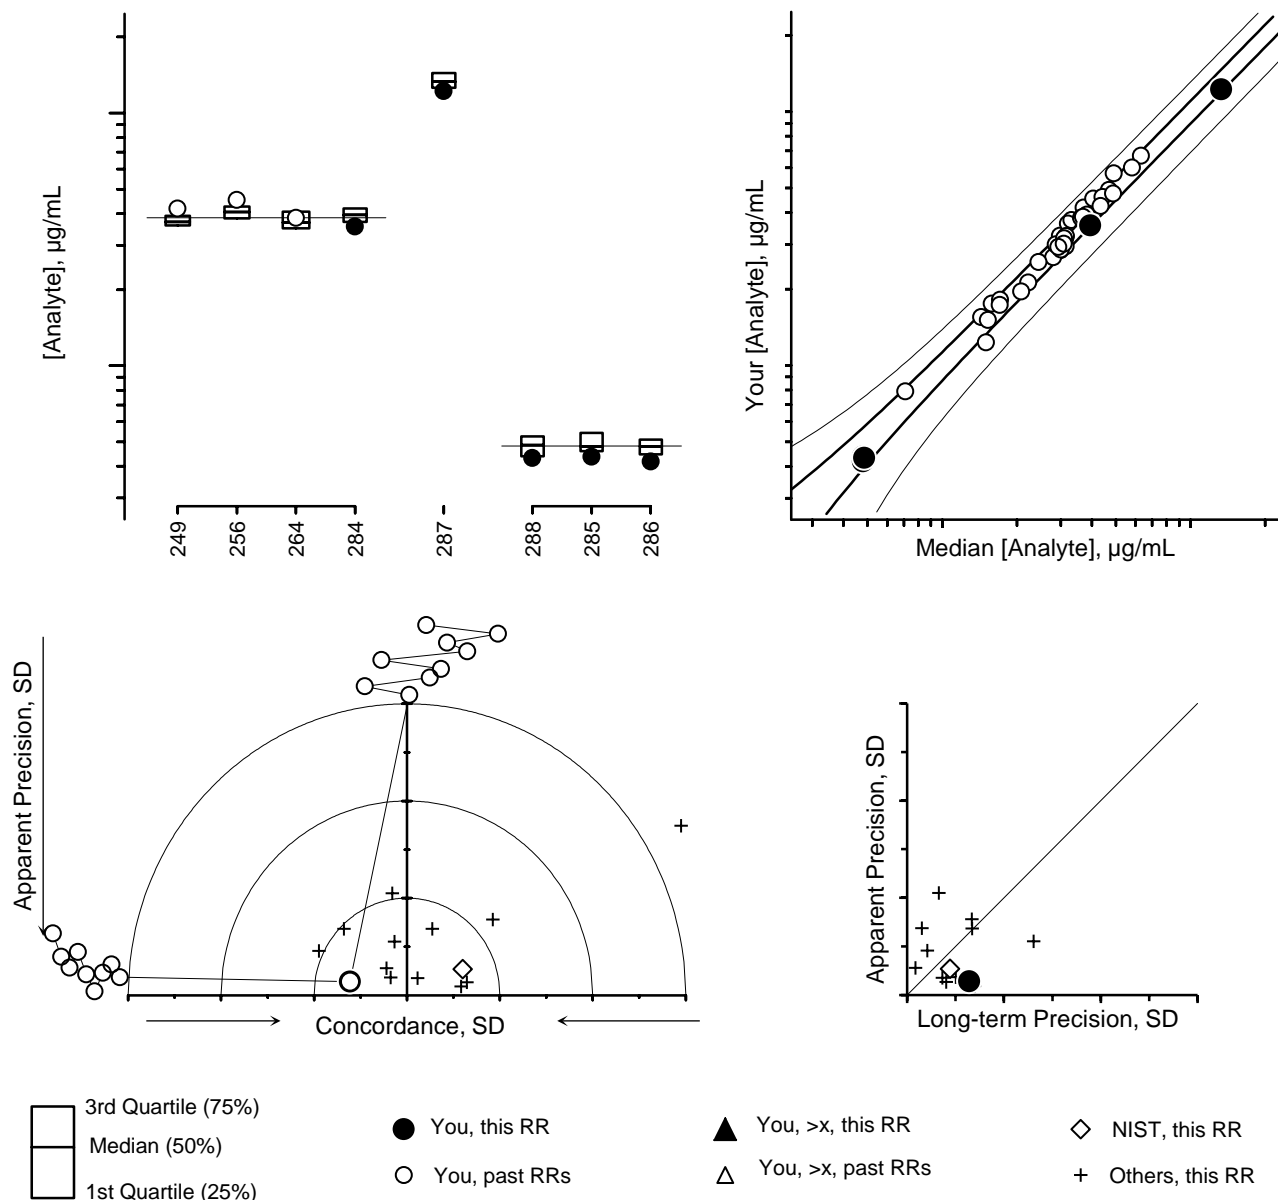 [Analyte], µg/mL
249
256
264
284
287
288
285
286
Your [Analyte], µg/mL
Median [Analyte], µg/mL
Apparent Precision, SD
Concordance, SD
Apparent Precision, SD
Long-term Precision, SD
3rd Quartile (75%)
Median (50%)
1st Quartile (25%)
You, this RR
You, past RRs
You, >x, this RR
You, >x, past RRs
NIST, this RR
Others, this RR